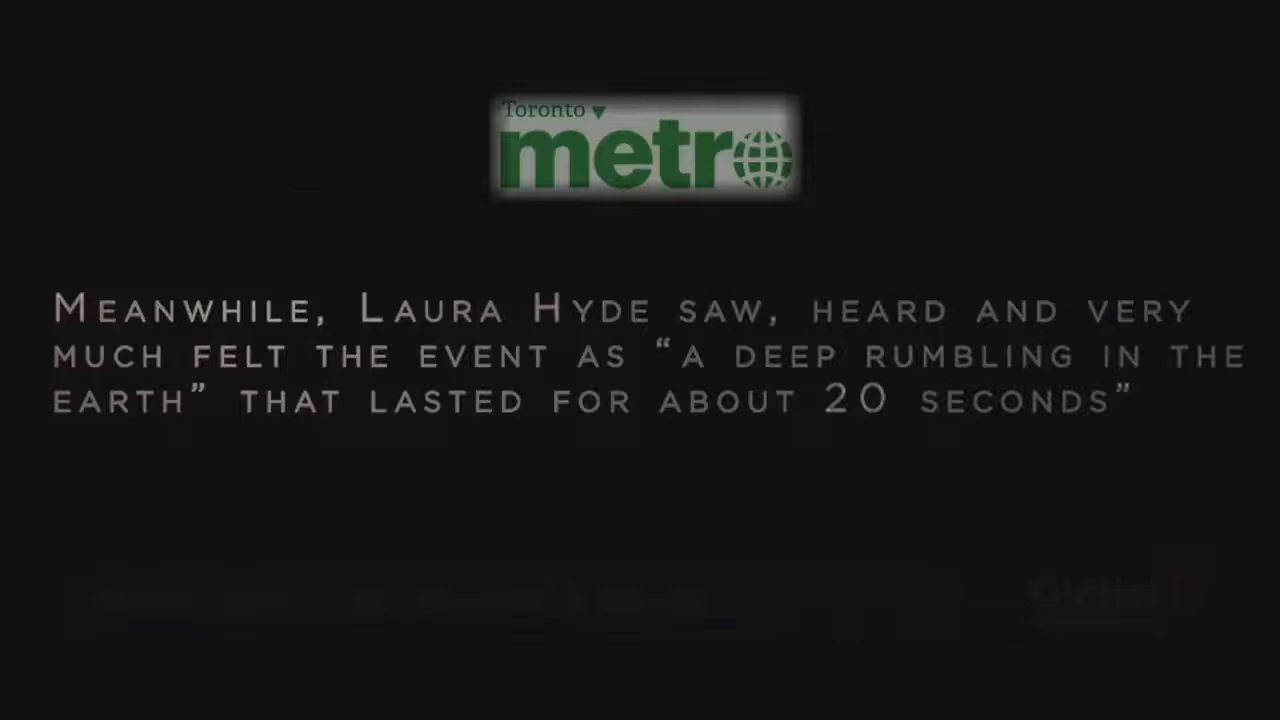 Toronto
metro
Meanwhile, Laura Hyde saw, heard and very
much felt the event as “a deep rumbling in the
earth” that lasted for about 20 seconds”
Global